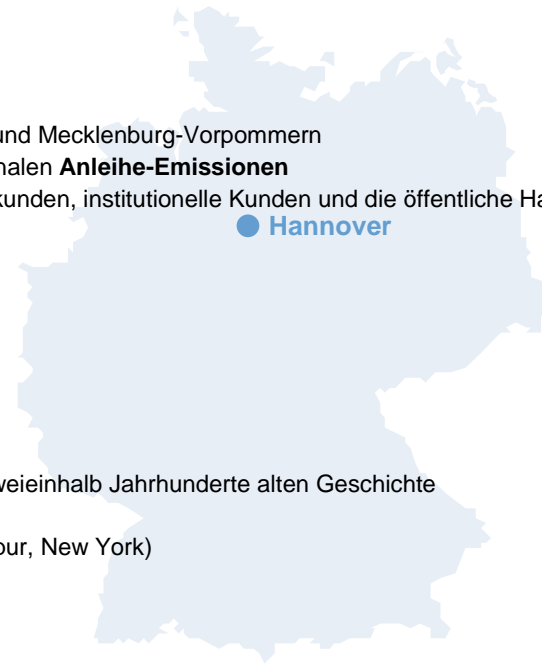 und Mecklenburg-Vorpommern
nalen Anleihe-Emissionen
kunden, institutionelle Kunden und die öffentliche Ha
Hannover
weieinhalb Jahrhunderte alten Geschichte
our, New York)